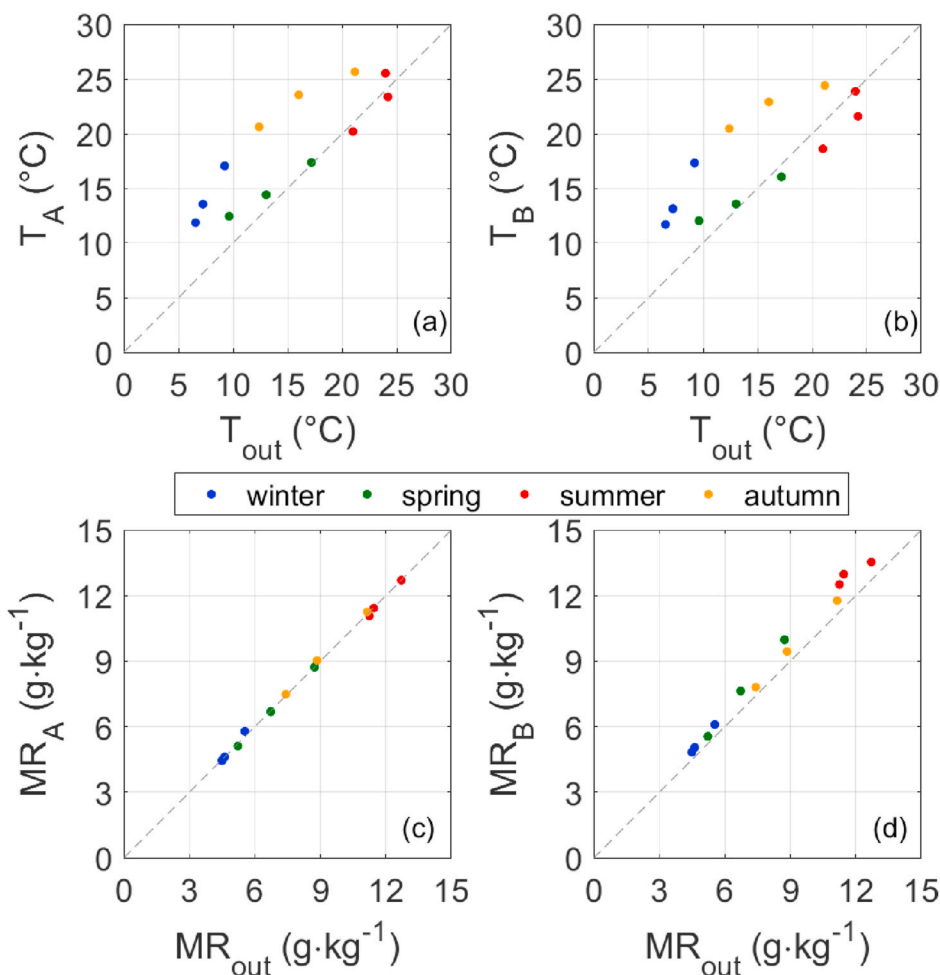 30
25
20
15
10
5
0
T_A (°C)
(a)
0 5 10 15 20 25 30
T_out (°C)
30
25
20
15
10
5
0
T_B (°C)
(b)
0 5 10 15 20 25 30
T_out (°C)
winter spring summer autumn
15
12
9
6
3
0
MR_A (g·kg⁻¹)
(c)
0 3 6 9 12 15
MR_out (g·kg⁻¹)
15
12
9
6
3
0
MR_B (g·kg⁻¹)
(d)
0 3 6 9 12 15
MR_out (g·kg⁻¹)